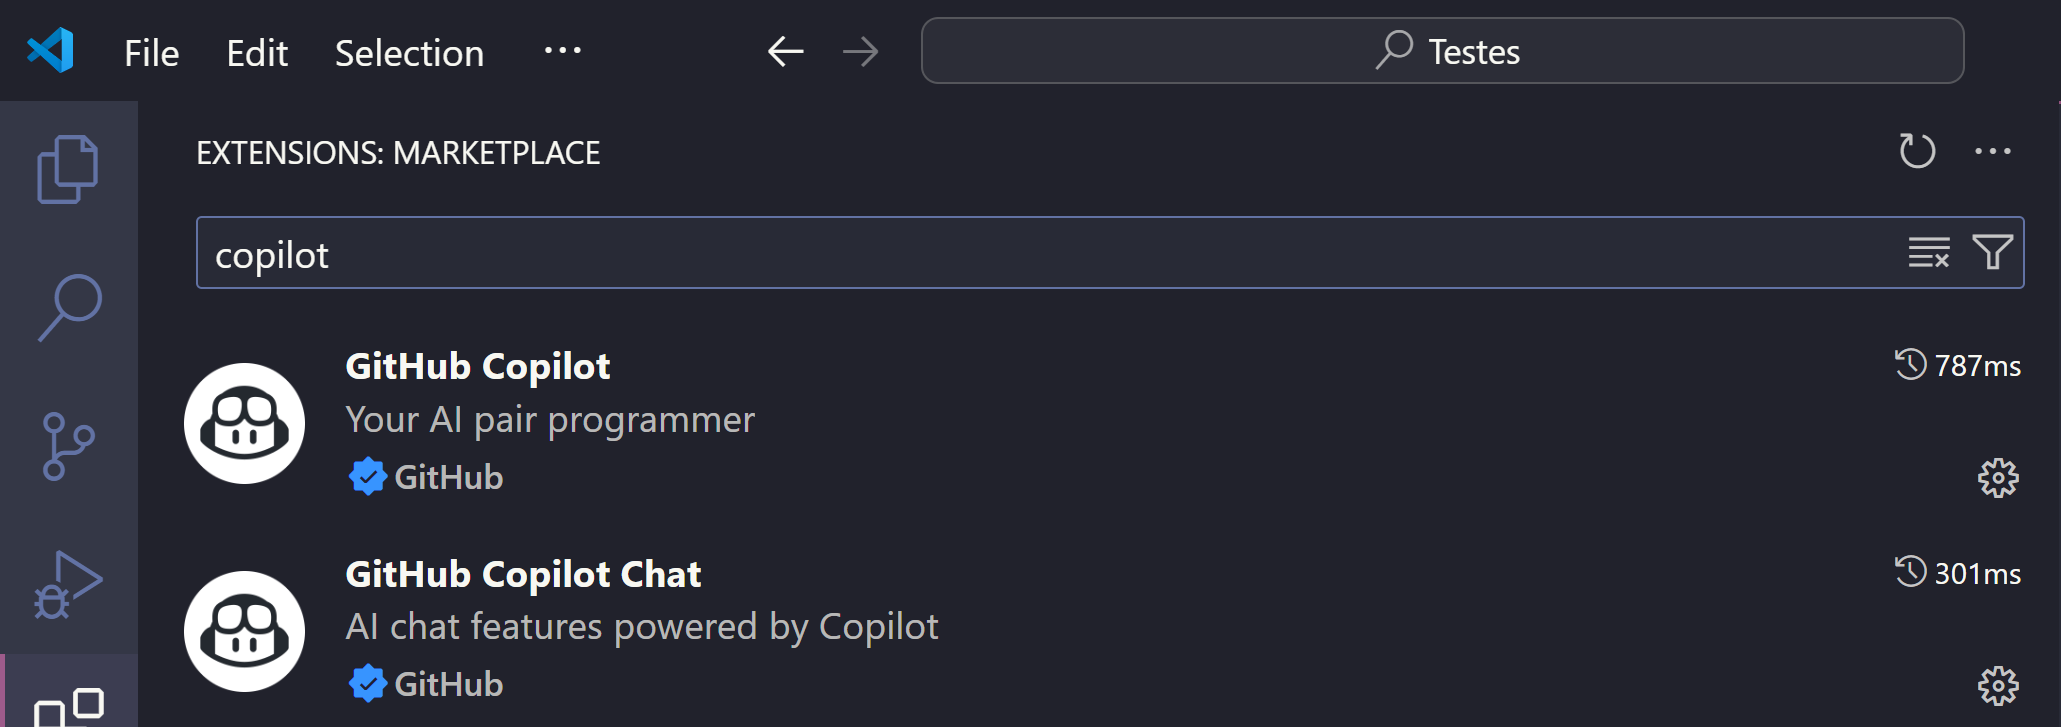 File Edit Selection ··· Testes
EXTENSIONS: MARKETPLACE
copilot
GitHub Copilot 787ms
Your AI pair programmer
GitHub
GitHub Copilot Chat 301ms
AI chat features powered by Copilot
GitHub